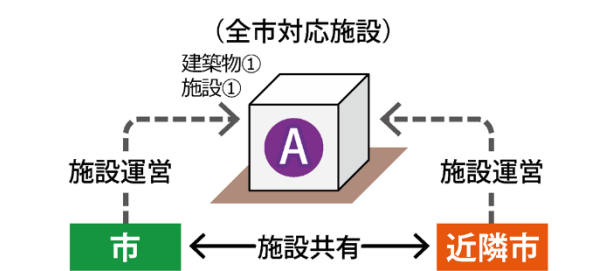 （全市対応施設）
建築物①
施設①
A
施設運営
施設運営
市
施設共有
近隣市